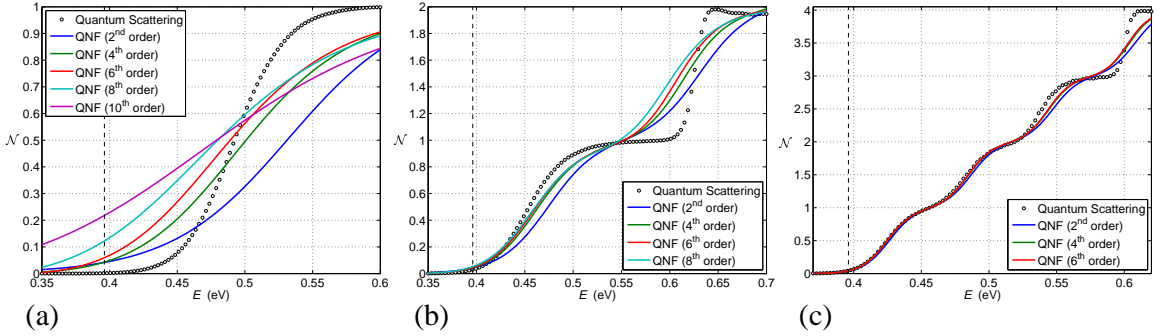 1
0.9
0.8
0.7
0.6
0.5
0.4
0.3
0.2
0.1
0
𝒩
Quantum Scattering
QNF (2nd order)
QNF (4th order)
QNF (6th order)
QNF (8th order)
QNF (10th order)
0.35 0.4 0.45 0.5 0.55 0.6
E (eV)
(a)
2
1.8
1.6
1.4
1.2
1
0.8
0.6
0.4
0.2
0
𝒩
Quantum Scattering
QNF (2nd order)
QNF (4th order)
QNF (6th order)
QNF (8th order)
0.35 0.4 0.45 0.5 0.55 0.6 0.65 0.7
E (eV)
(b)
4
3.5
3
2.5
2
1.5
1
0.5
0
𝒩
Quantum Scattering
QNF (2nd order)
QNF (4th order)
QNF (6th order)
0.4 0.45 0.5 0.55 0.6
E (eV)
(c)